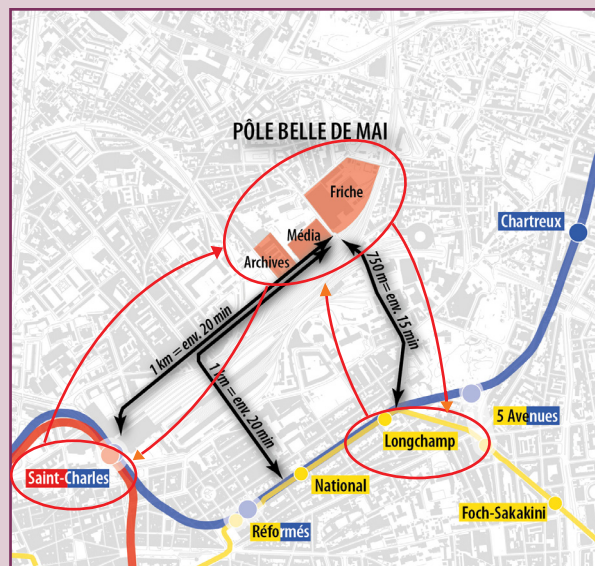 PÔLE BELLE DE MAI
Friche
Média
Archives
Chartreux
1 km = env. 20 min
750 m = env. 15 min
1 km = env. 20 min
5 Avenues
Longchamp
Saint-Charles
National
Foch-Sakakini
Réformés